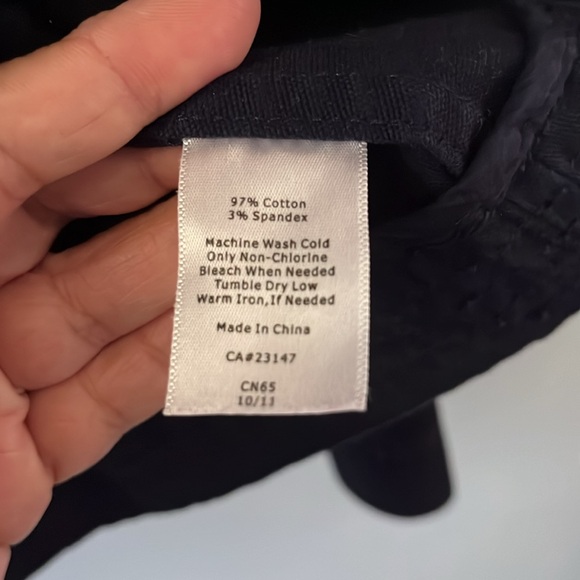 97% Cotton
3% Spandex
Machine Wash Cold
Only Non-Chlorine
Bleach When Needed
Tumble Dry Low
Warm Iron,If Needed
Made In China
CA#23147
CN65
10/11